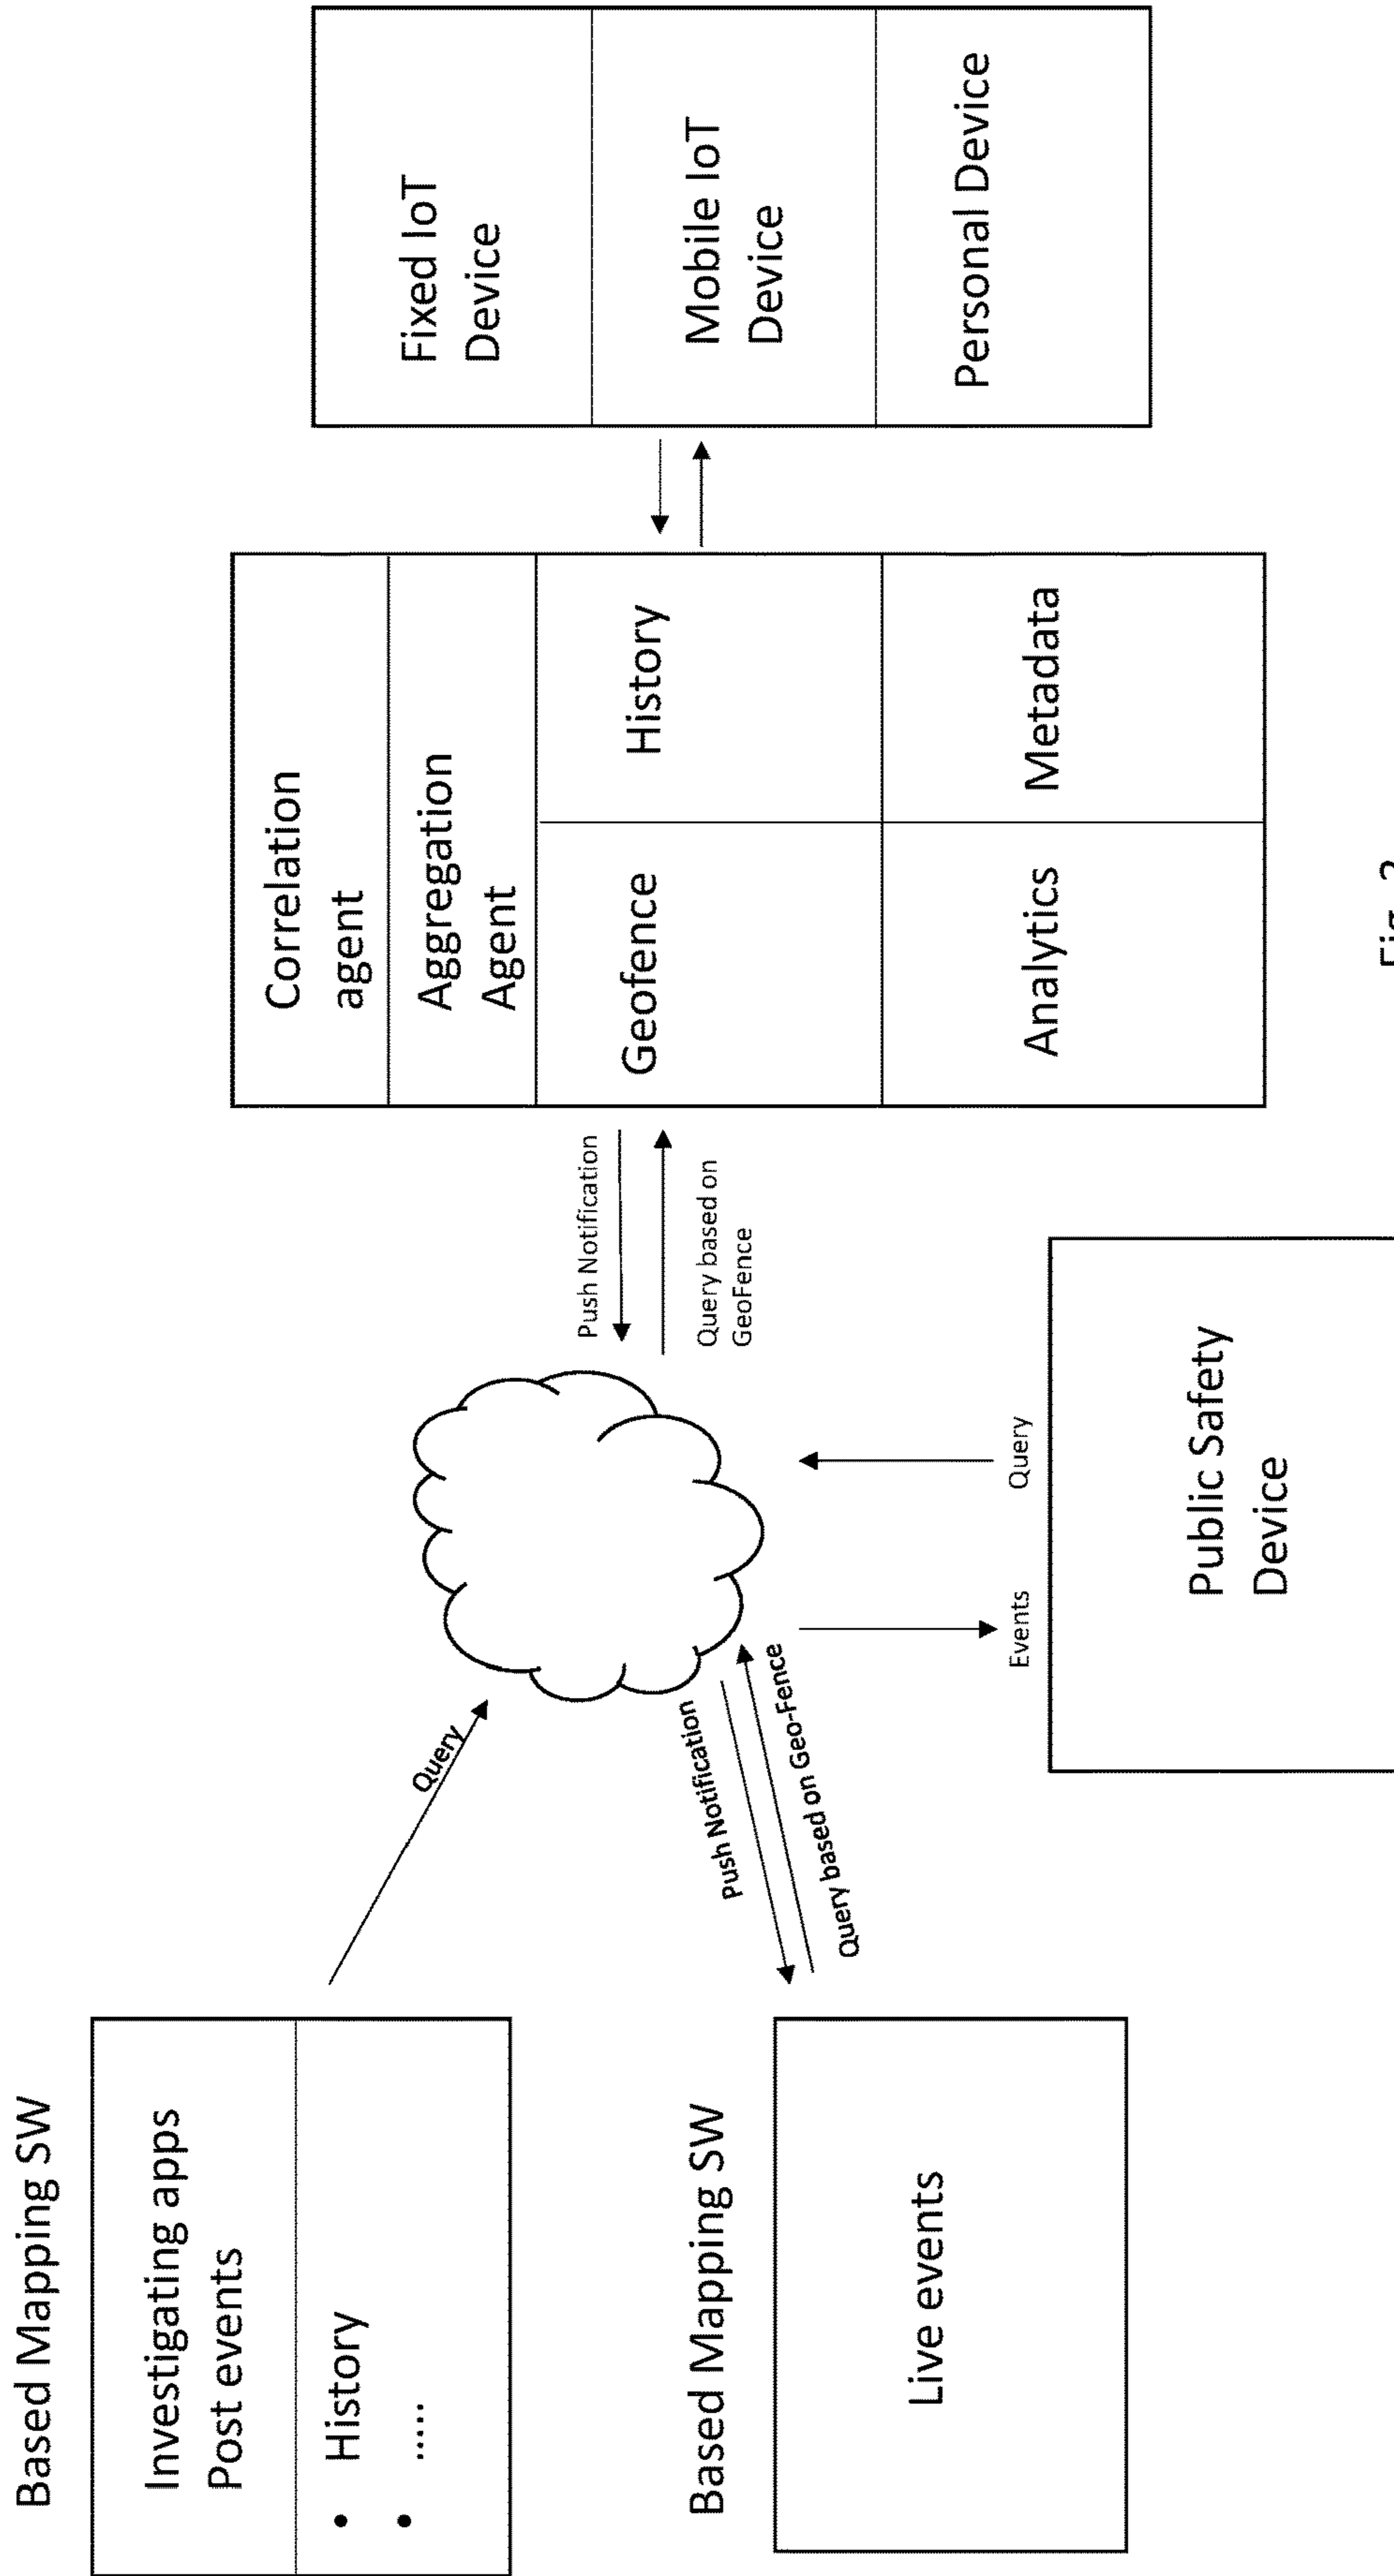 Based Mapping SW
Investigating apps
Post events
• History
• .....
Based Mapping SW
Live events
Query
Push Notification
Query based on Geo-Fence
Events
Query
Public Safety
Device
Push Notification
Query based on
GeoFence
Correlation
agent
Aggregation
Agent
Geofence
History
Analytics
Metadata
Fixed IoT
Device
Mobile IoT
Device
Personal Device